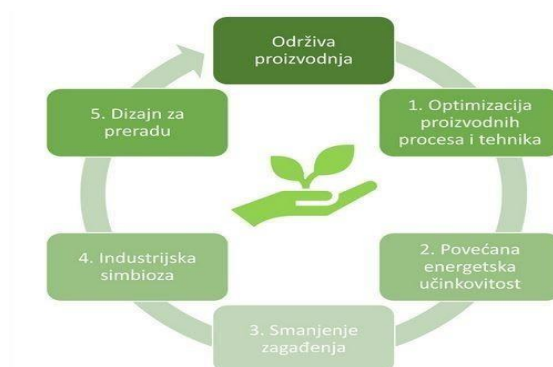 Održiva
proizvodnja
1. Optimizacija
proizvodnih
procesa i tehnika
2. Povećana
energetska
učinkovitost
3. Smanjenje
zagađenja
4. Industrijska
simbioza
5. Dizajn za
preradu